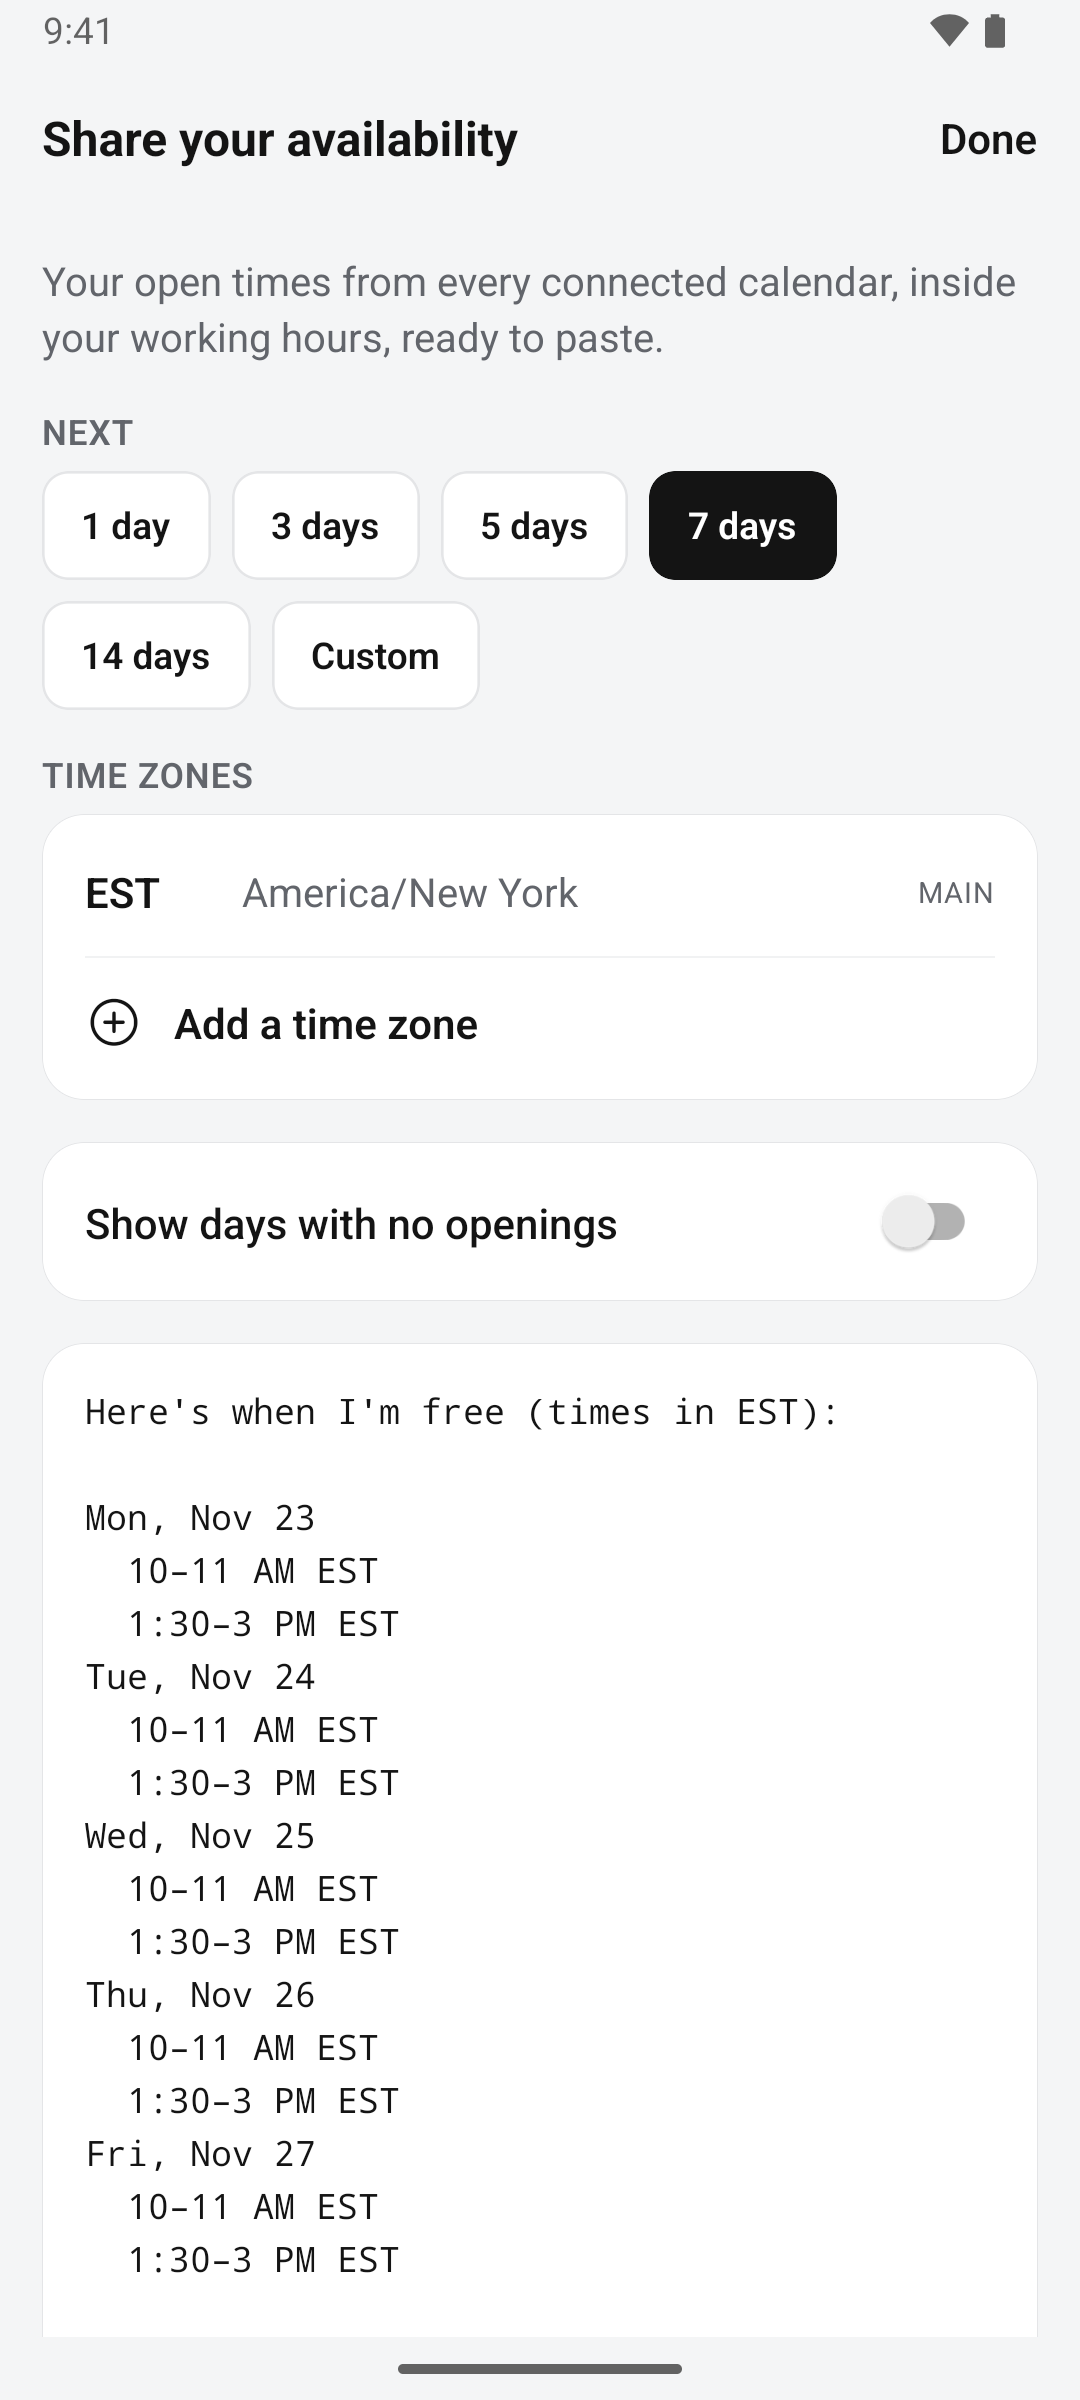 9:41
Share your availability
Done
Your open times from every connected calendar, inside
your working hours, ready to paste.
NEXT
1 day
3 days
5 days
7 days
14 days
Custom
TIME ZONES
EST
America/New York
MAIN
Add a time zone
Show days with no openings
Here's when I'm free (times in EST):
Mon, Nov 23
10–11 AM EST
1:30–3 PM EST
Tue, Nov 24
10–11 AM EST
1:30–3 PM EST
Wed, Nov 25
10–11 AM EST
1:30–3 PM EST
Thu, Nov 26
10–11 AM EST
1:30–3 PM EST
Fri, Nov 27
10–11 AM EST
1:30–3 PM EST